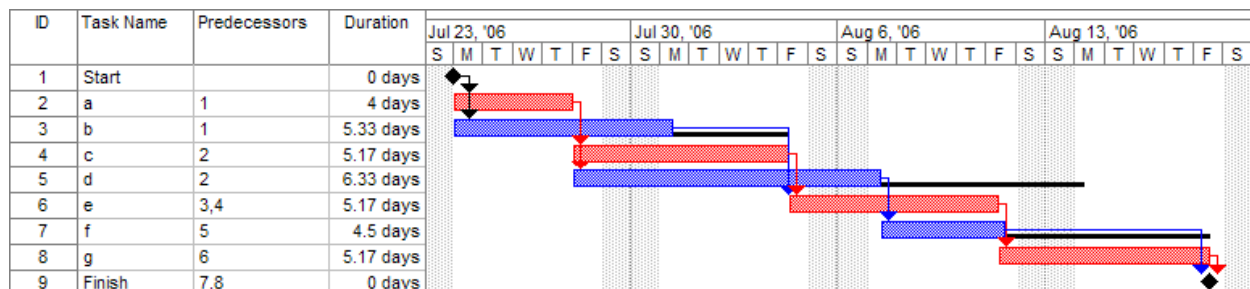 ID Task Name Predecessors Duration Jul 23, '06 Jul 30, '06 Aug 6, '06 Aug 13, '06
S M T W T F S S M T W T F S S M T W T F S S M T W T F S
1 Start 0 days
2 a 1 4 days
3 b 1 5.33 days
4 c 2 5.17 days
5 d 2 6.33 days
6 e 3,4 5.17 days
7 f 5 4.5 days
8 g 6 5.17 days
9 Finish 7,8 0 days